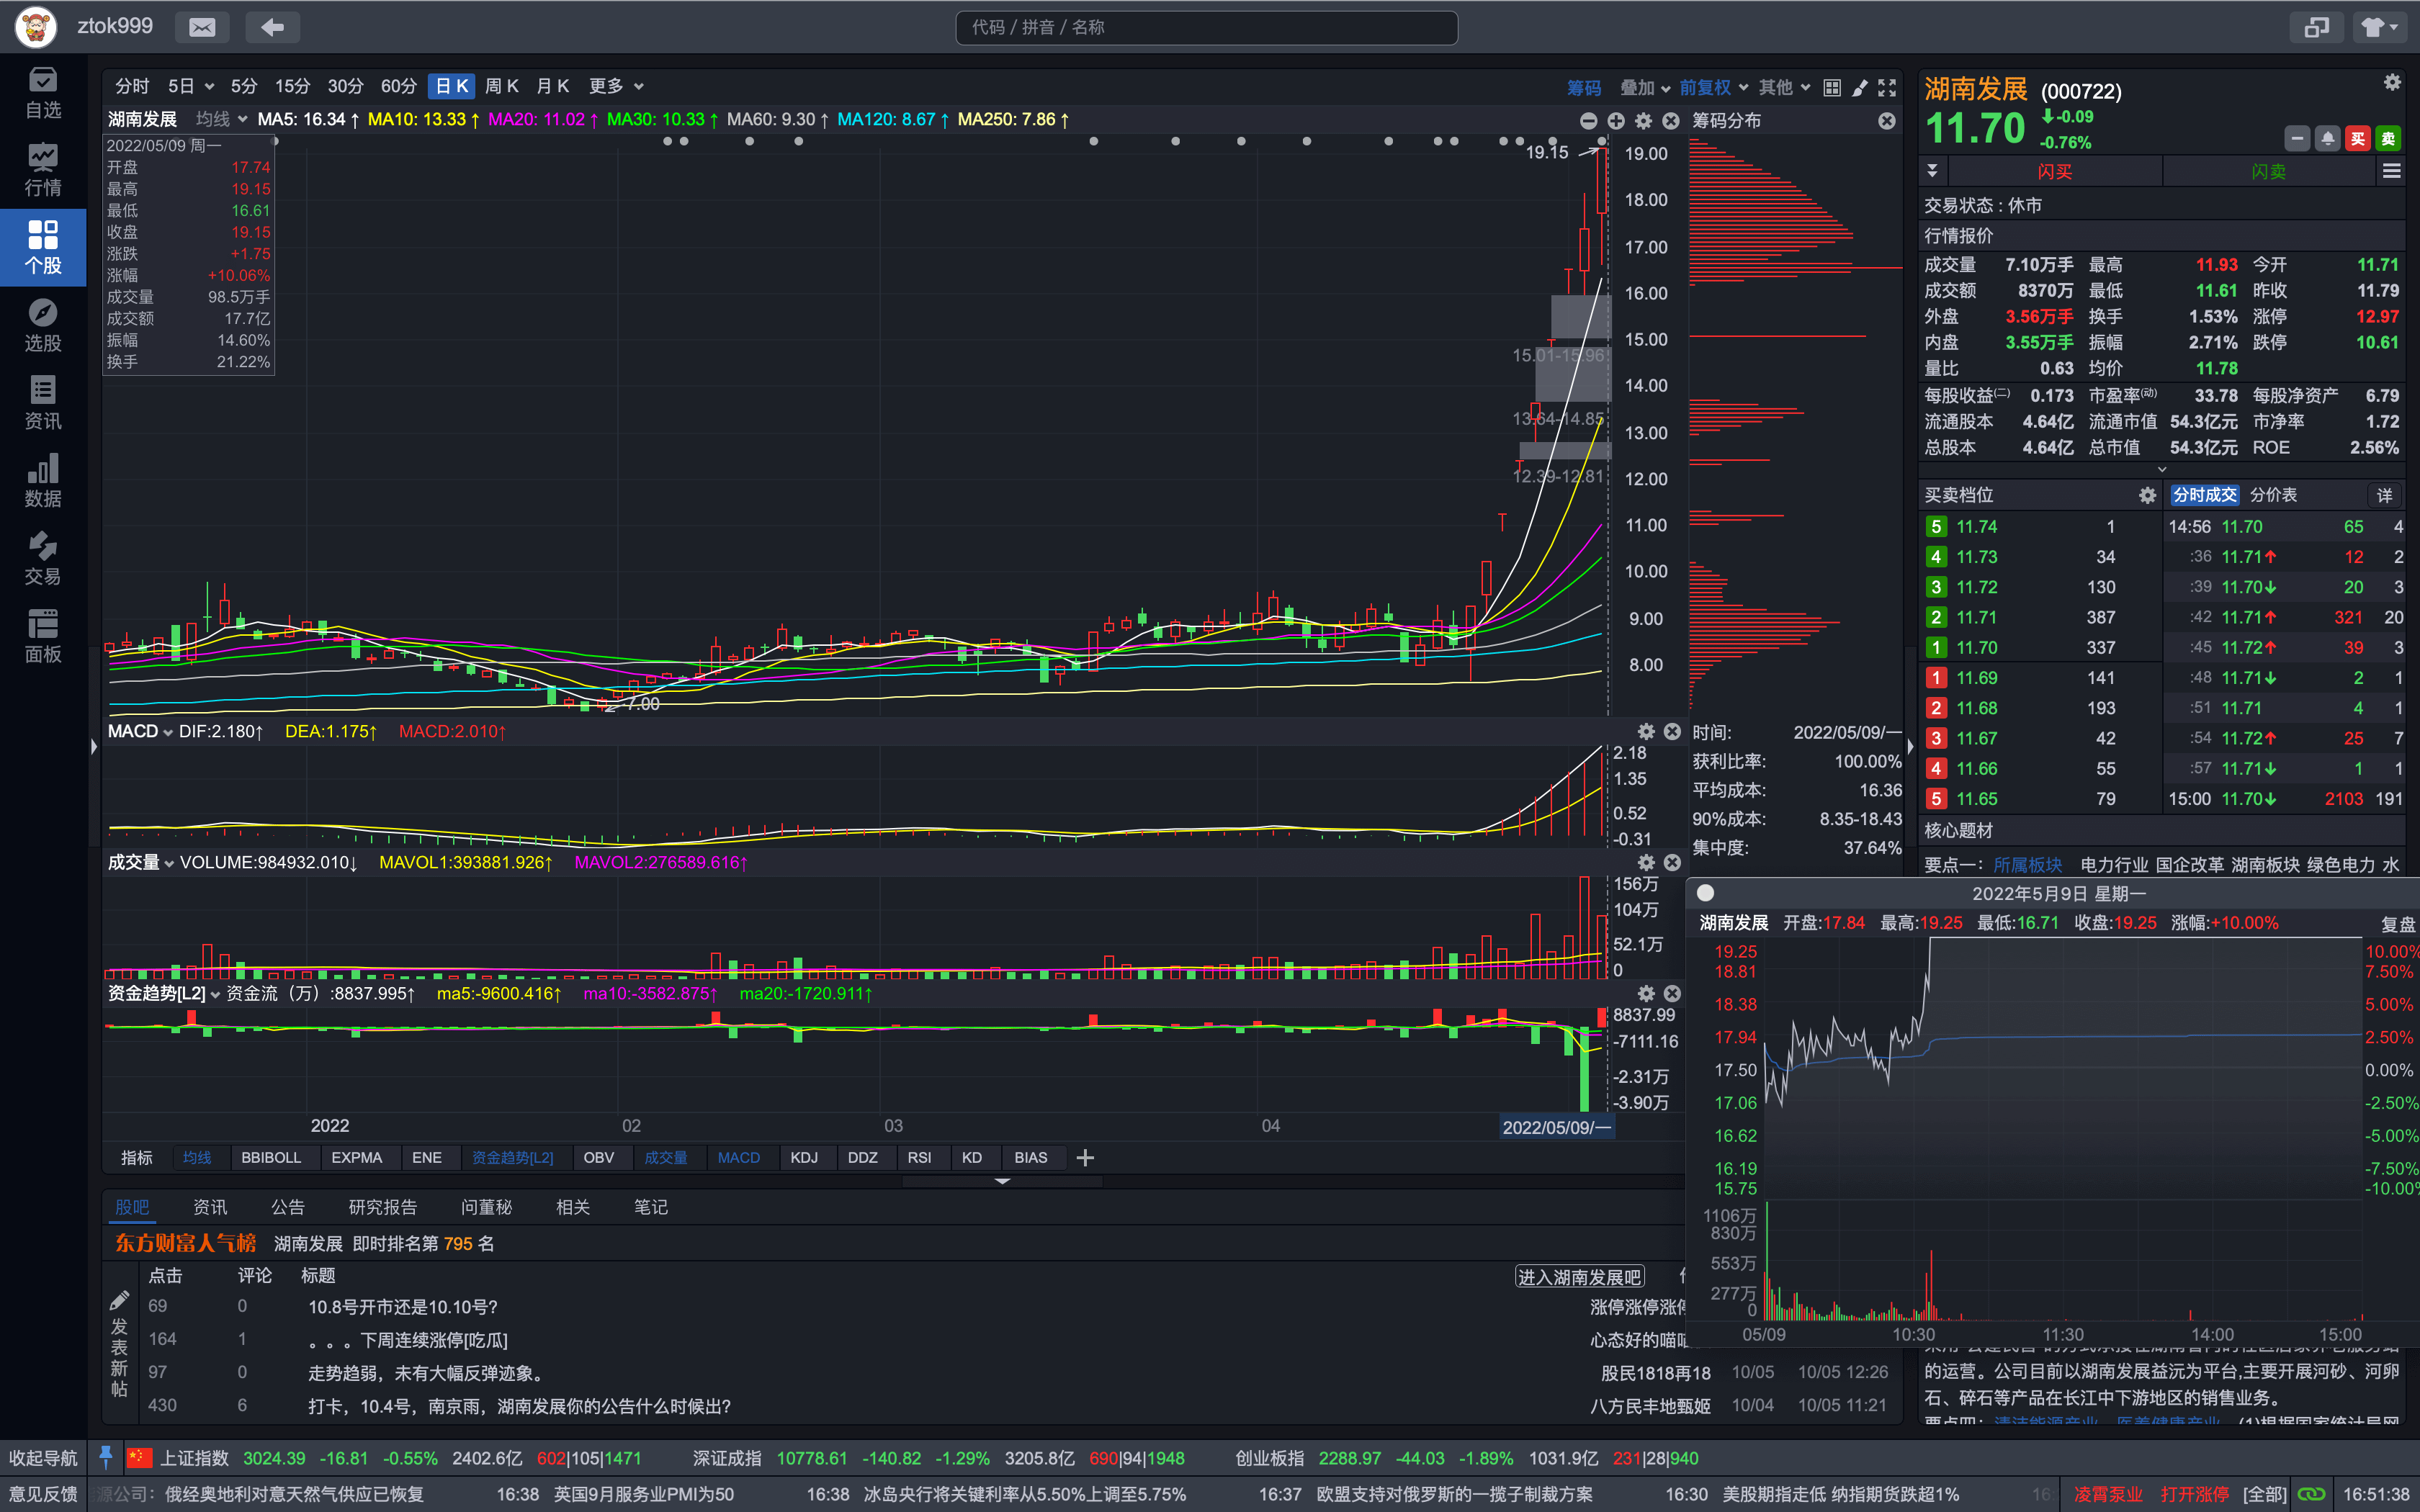 ztok999
代码 / 拼音 / 名称
自选
行情
个股
选股
资讯
数据
交易
面板
分时 5日 5分 15分 30分 60分 日K 周K 月K 更多
筹码 叠加 前复权 其他
湖南发展 均线 MA5: 16.34↑ MA10: 13.33↑ MA20: 11.02↑ MA30: 10.33↑ MA60: 9.30↑ MA120: 8.67↑ MA250: 7.86↑
筹码分布
2022/05/09 周一
开盘 17.74
最高 19.15
最低 16.61
收盘 19.15
涨跌 +1.75
涨幅 +10.06%
成交量 98.5万手
成交额 17.7亿
振幅 14.60%
换手 21.22%
19.15
15.01-15.96
13.64-14.85
12.39-12.81
7.00
19.00
18.00
17.00
16.00
15.00
14.00
13.00
12.00
11.00
10.00
9.00
8.00
MACD DIF:2.180↑ DEA:1.175↑ MACD:2.010↑
2.18
1.35
0.52
-0.31
成交量 VOLUME:984932.010↓ MAVOL1:393881.926↑ MAVOL2:276589.616↑
156万
104万
52.1万
0
资金趋势[L2] 资金流（万）:8837.995↑ ma5:-9600.416↑ ma10:-3582.875↑ ma20:-1720.911↑
8837.99
-7111.16
-2.31万
-3.90万
2022 02 03 04 2022/05/09/一
时间: 2022/05/09/一
获利比率: 100.00%
平均成本: 16.36
90%成本: 8.35-18.43
集中度: 37.64%
指标 均线 BBIBOLL EXPMA ENE 资金趋势[L2] OBV 成交量 MACD KDJ DDZ RSI KD BIAS
股吧 资讯 公告 研究报告 问董秘 相关 笔记
东方财富人气榜 湖南发展 即时排名第 795 名
点击 评论 标题 进入湖南发展吧
发表新帖
69 0 10.8号开市还是10.10号? 涨停涨停涨停
164 1 。。。下周连续涨停[吃瓜] 心态好的喵
97 0 走势趋弱，未有大幅反弹迹象。 股民1818再18 10/05 10/05 12:26
430 6 打卡，10.4号，南京雨，湖南发展你的公告什么时候出? 八方民丰地甄姬 10/04 10/05 11:21
湖南发展 (000722)
11.70 -0.09
-0.76%
买 卖
闪买 闪卖
交易状态 : 休市
行情报价
成交量 7.10万手 最高 11.93 今开 11.71
成交额 8370万 最低 11.61 昨收 11.79
外盘 3.56万手 换手 1.53% 涨停 12.97
内盘 3.55万手 振幅 2.71% 跌停 10.61
量比 0.63 均价 11.78
每股收益(二) 0.173 市盈率(动) 33.78 每股净资产 6.79
流通股本 4.64亿 流通市值 54.3亿元 市净率 1.72
总股本 4.64亿 总市值 54.3亿元 ROE 2.56%
买卖档位
5 11.74 1
4 11.73 34
3 11.72 130
2 11.71 387
1 11.70 337
1 11.69 141
2 11.68 193
3 11.67 42
4 11.66 55
5 11.65 79
分时成交 分价表 详
14:56 11.70 65 4
:36 11.71↑ 12 2
:39 11.70↓ 20 3
:42 11.71↑ 321 20
:45 11.72↑ 39 3
:48 11.71↓ 2 1
:51 11.71 4 1
:54 11.72↑ 25 7
:57 11.71↓ 1 1
15:00 11.70↓ 2103 191
核心题材
要点一: 所属板块 电力行业 国企改革 湖南板块 绿色电力 水
2022年5月9日 星期一
湖南发展 开盘:17.84 最高:19.25 最低:16.71 收盘:19.25 涨幅:+10.00% 复盘
19.25 10.00%
18.81 7.50%
18.38 5.00%
17.94 2.50%
17.50 0.00%
17.06 -2.50%
16.62 -5.00%
16.19 -7.50%
15.75 -10.00%
1106万
830万
553万
277万
0
05/09 10:30 11:30 14:00 15:00
的运营。公司目前以湖南发展益沅为平台,主要开展河砂、河卵
石、碎石等产品在长江中下游地区的销售业务。
收起导航 上证指数 3024.39 -16.81 -0.55% 2402.6亿 602|105|1471 深证成指 10778.61 -140.82 -1.29% 3205.8亿 690|94|1948 创业板指 2288.97 -44.03 -1.89% 1031.9亿 231|28|940
意见反馈 源公司：俄经奥地利对意天然气供应已恢复 16:38 英国9月服务业PMI为50 16:38 冰岛央行将关键利率从5.50%上调至5.75% 16:37 欧盟支持对俄罗斯的一揽子制裁方案 16:30 美股期指走低 纳指期货跌超1% 16: 凌霄泵业 打开涨停 [全部] 16:51:38